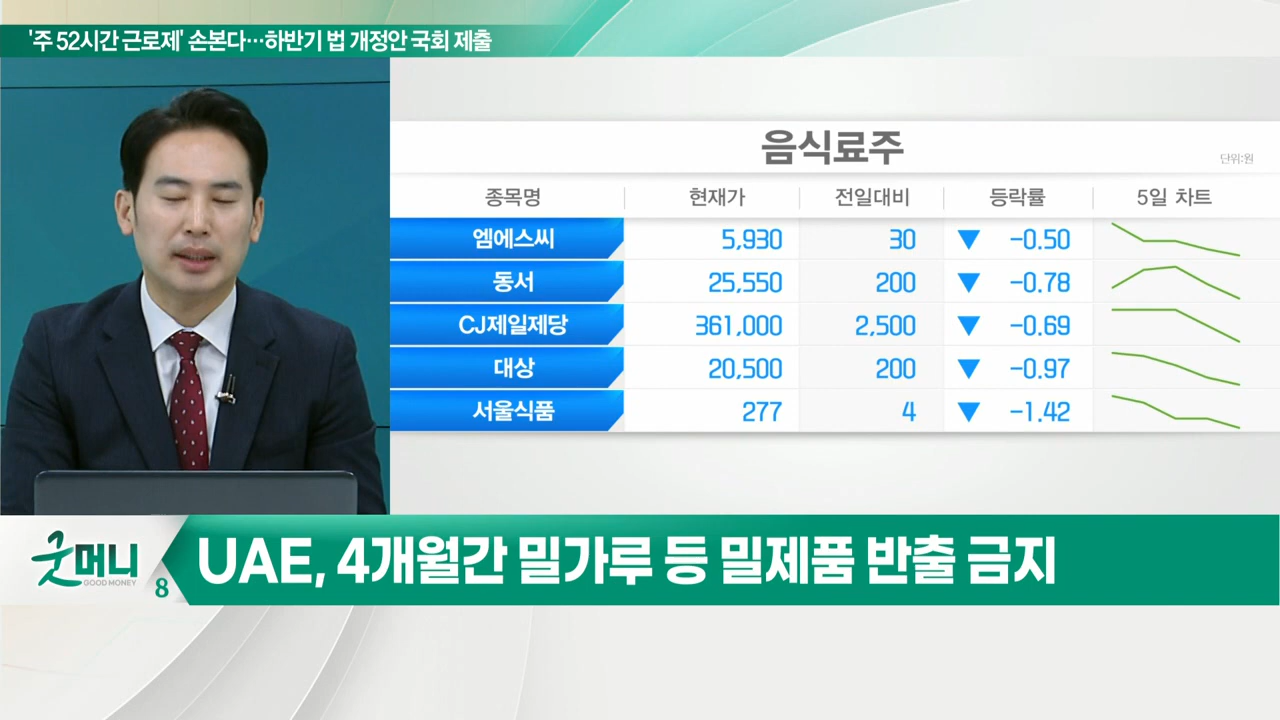 '주 52시간 근로제' 손본다…하반기 법 개정안 국회 제출
음식료주
단위:원
종목명 현재가 전일대비 등락률 5일 차트
엠에스씨 5,930 30 ▼ -0.50
동서 25,550 200 ▼ -0.78
CJ제일제당 361,000 2,500 ▼ -0.69
대상 20,500 200 ▼ -0.97
서울식품 277 4 ▼ -1.42
굿머니
GOOD MONEY
8
UAE, 4개월간 밀가루 등 밀제품 반출 금지